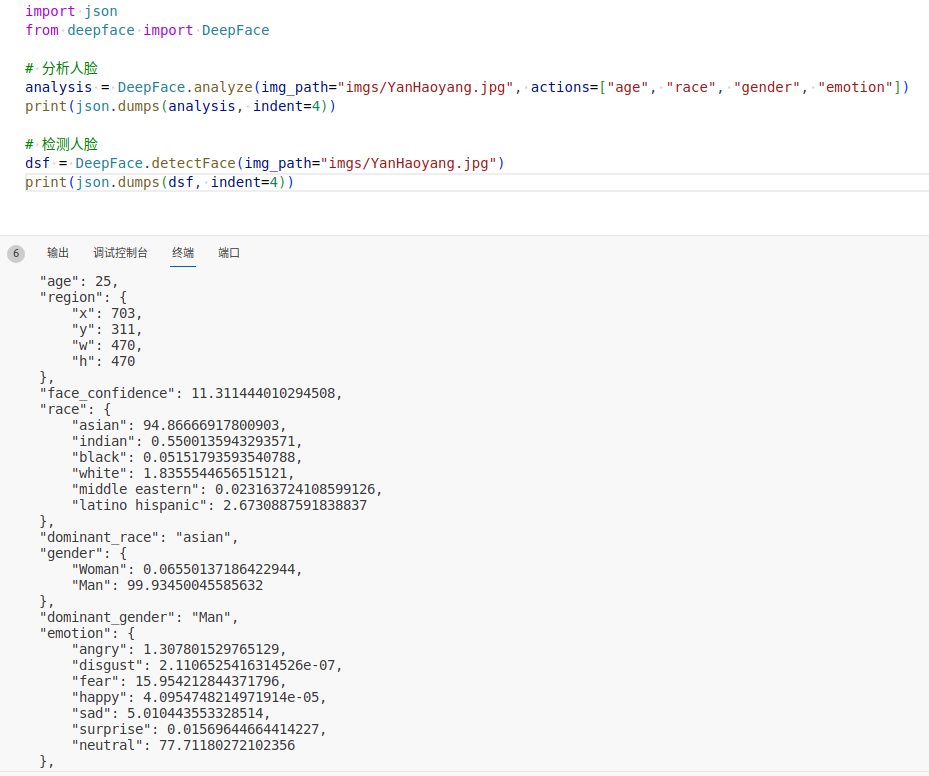 import json
from deepface import DeepFace
# 分析人脸
analysis = DeepFace.analyze(img_path="imgs/YanHaoyang.jpg", actions=["age", "race", "gender", "emotion"])
print(json.dumps(analysis, indent=4))
# 检测人脸
dsf = DeepFace.detectFace(img_path="imgs/YanHaoyang.jpg")
print(json.dumps(dsf, indent=4))
6 输出 调试控制台 终端 端口
"age": 25,
"region": {
"x": 703,
"y": 311,
"w": 470,
"h": 470
},
"face_confidence": 11.311444010294508,
"race": {
"asian": 94.86666917800903,
"indian": 0.5500135943293571,
"black": 0.05151793593540788,
"white": 1.8355544656515121,
"middle eastern": 0.023163724108599126,
"latino hispanic": 2.6730887591838837
},
"dominant_race": "asian",
"gender": {
"Woman": 0.06550137186422944,
"Man": 99.93450045585632
},
"dominant_gender": "Man",
"emotion": {
"angry": 1.307801529765129,
"disgust": 2.1106525416314526e-07,
"fear": 15.954212844371796,
"happy": 4.0954748214971914e-05,
"sad": 5.010443553328514,
"surprise": 0.01569644664414227,
"neutral": 77.71180272102356
},